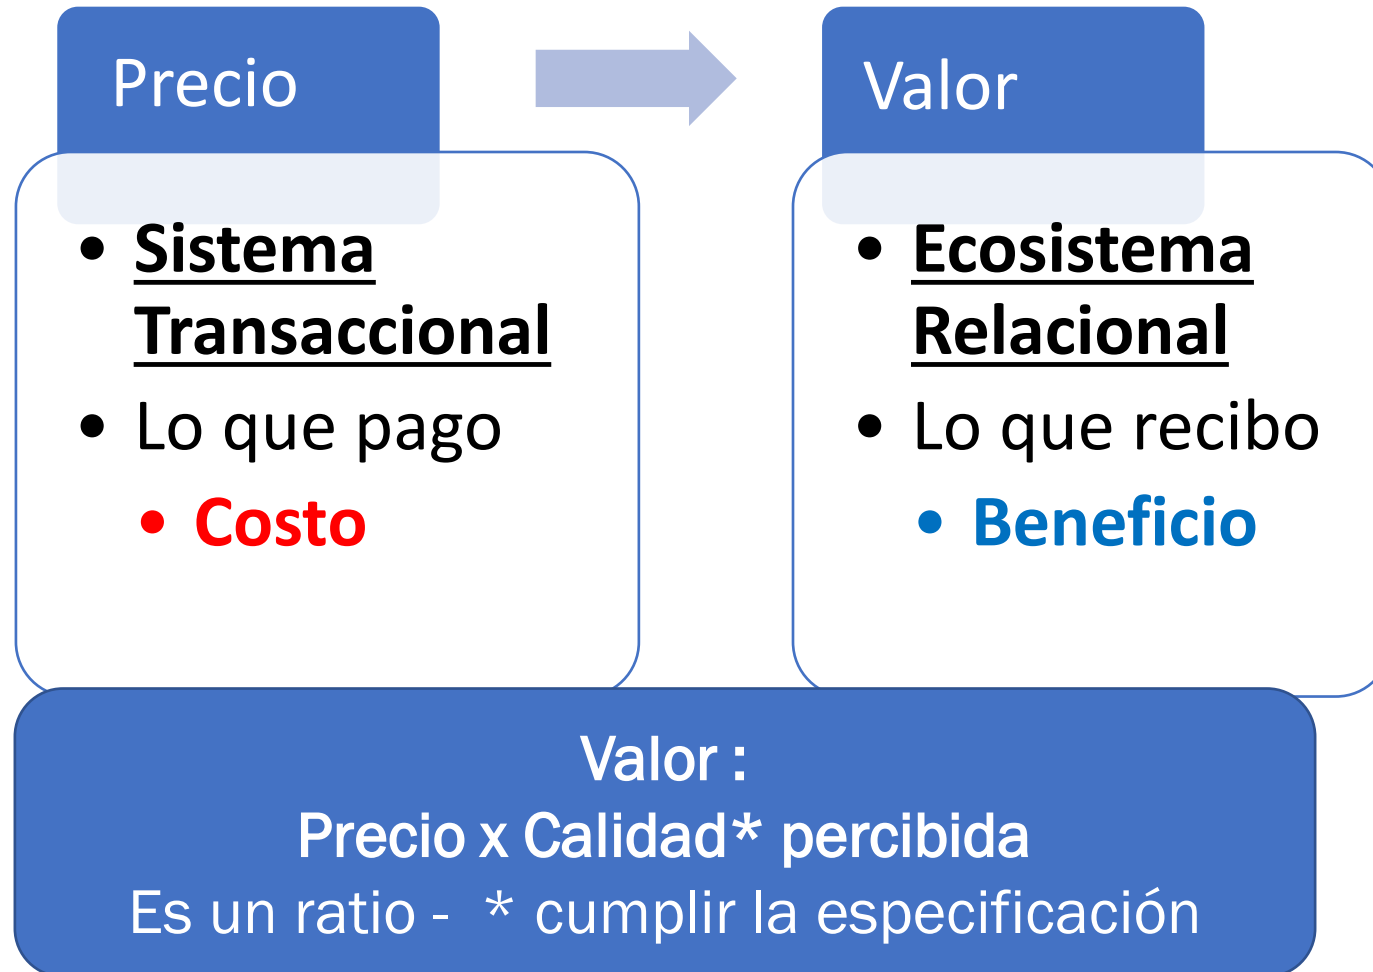 Precio
• Sistema
Transaccional
• Lo que pago
• Costo
Valor
• Ecosistema
Relacional
• Lo que recibo
• Beneficio
Valor :
Precio x Calidad* percibida
Es un ratio -  * cumplir la especificación